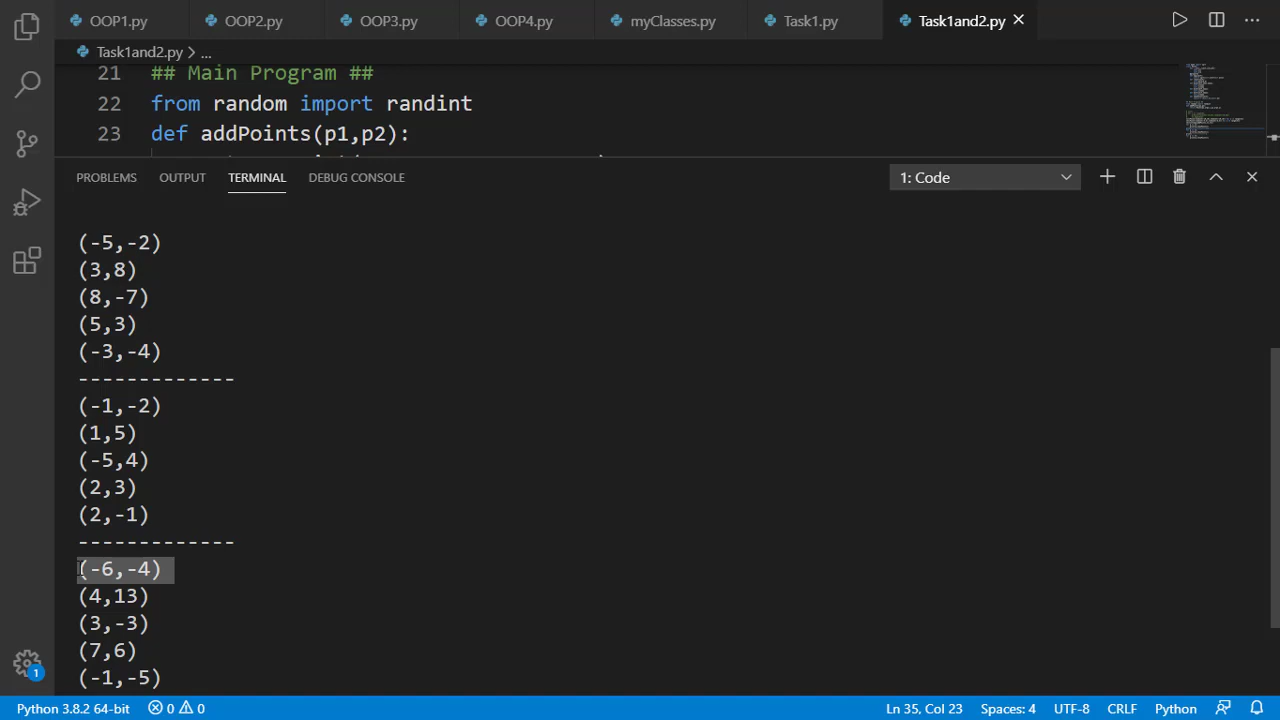 OOP1.py OOP2.py OOP3.py OOP4.py myClasses.py Task1.py Task1and2.py
Task1and2.py > ...
21 ## Main Program ##
22 from random import randint
23 def addPoints(p1,p2):
PROBLEMS OUTPUT TERMINAL DEBUG CONSOLE 1: Code
(-5,-2)
(3,8)
(8,-7)
(5,3)
(-3,-4)
-------------
(-1,-2)
(1,5)
(-5,4)
(2,3)
(2,-1)
-------------
(-6,-4)
(4,13)
(3,-3)
(7,6)
(-1,-5)
1
Python 3.8.2 64-bit 0 0 Ln 35, Col 23 Spaces: 4 UTF-8 CRLF Python